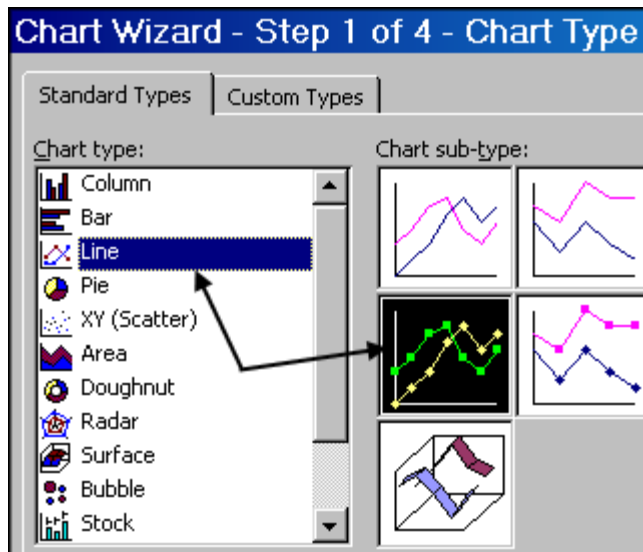 Chart Wizard - Step 1 of 4 - Chart Type
Standard Types
Custom Types
Chart type:
Column
Bar
Line
Pie
XY (Scatter)
Area
Doughnut
Radar
Surface
Bubble
Stock
Chart sub-type: